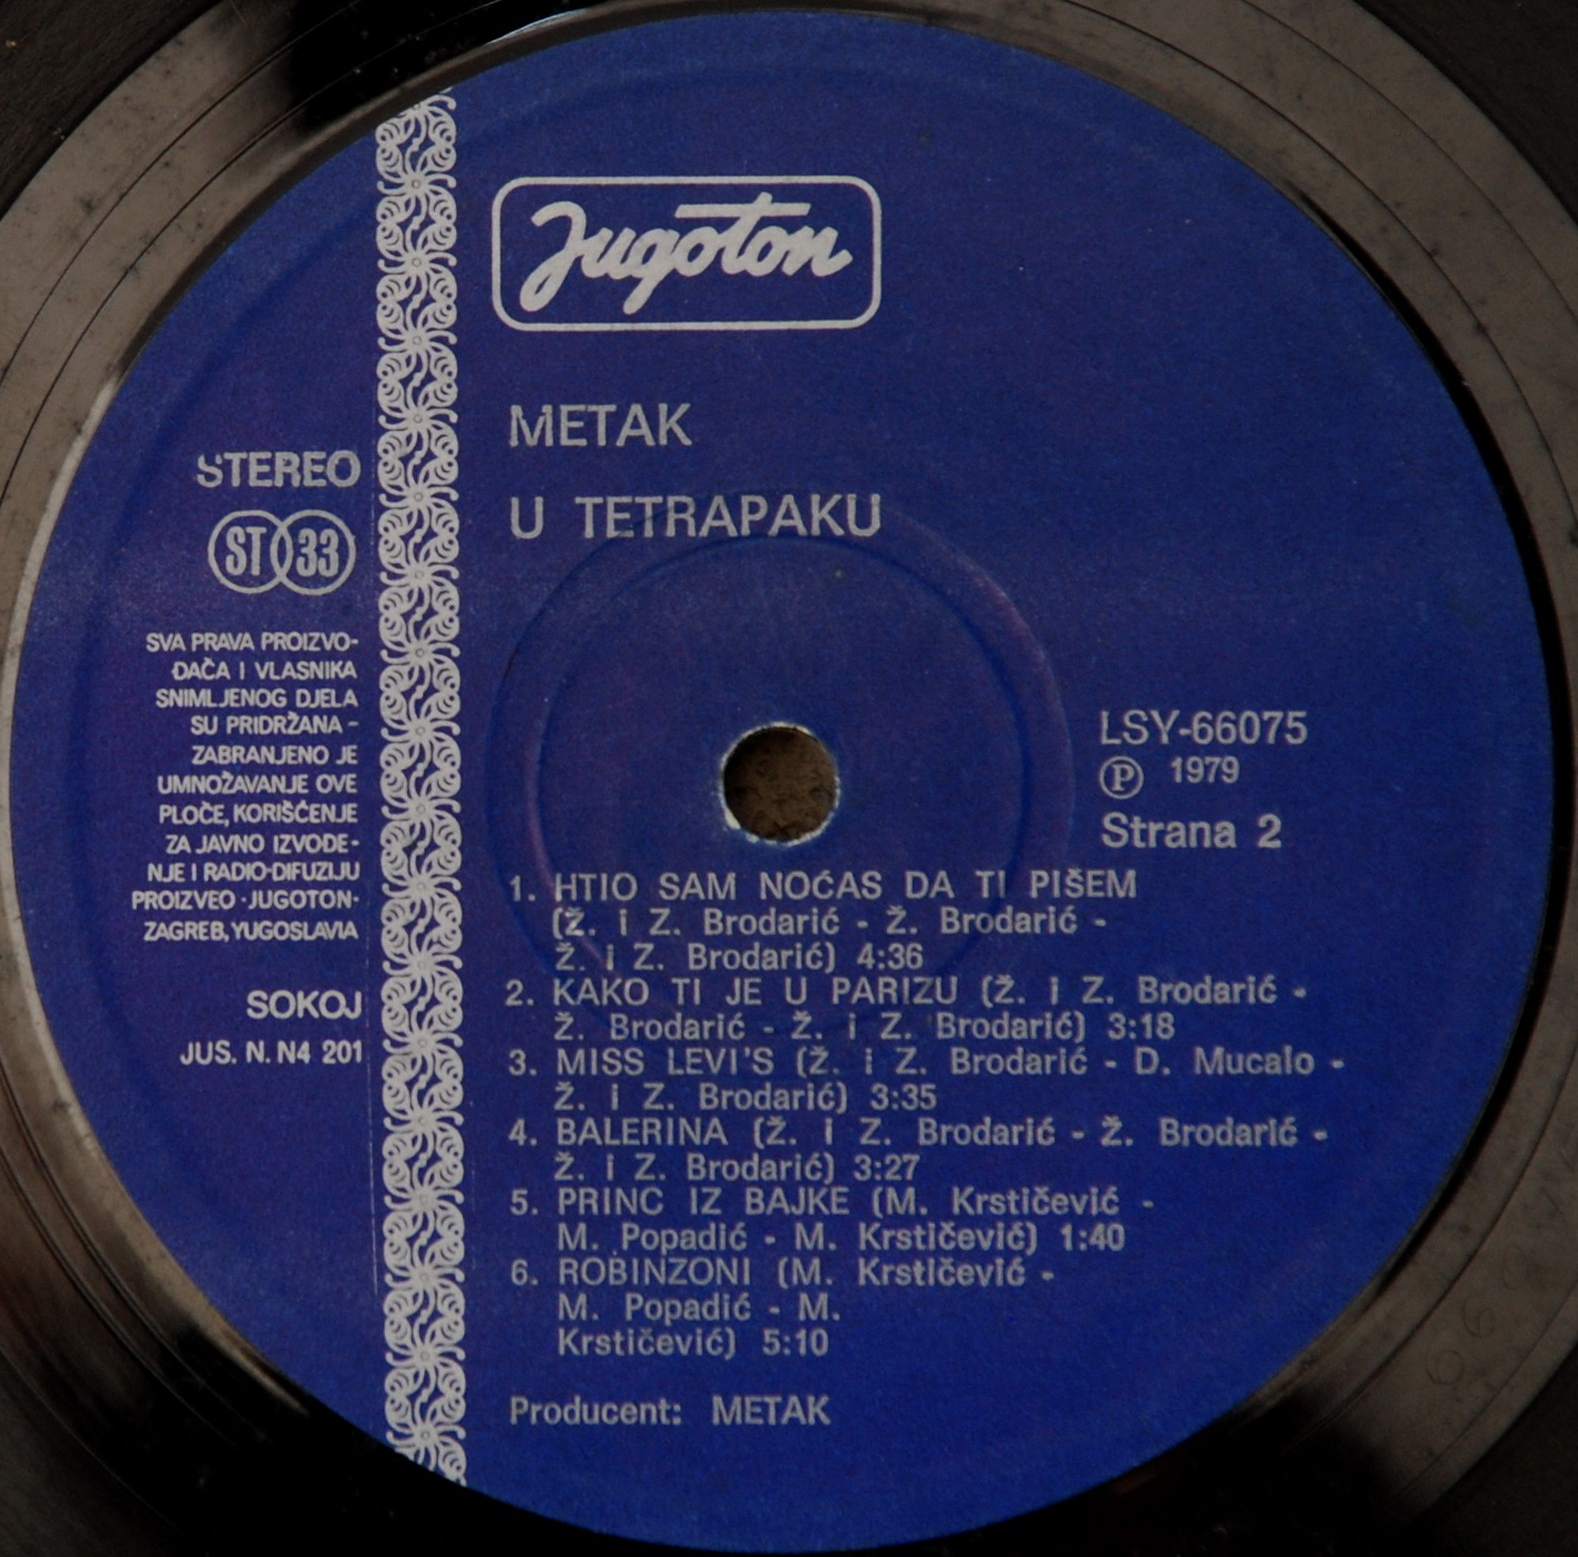 Jugoton
METAK
U TETRAPAKU
STEREO
ST 33
SVA PRAVA PROIZVO-
ĐAČA I VLASNIKA
SNIMLJENOG DJELA
SU PRIDRŽANA -
ZABRANJENO JE
UMNOŽAVANJE OVE
PLOČE, KORIŠĆENJE
ZA JAVNO IZVOĐE-
NJE I RADIO-DIFUZIJU
PROIZVEO - JUGOTON -
ZAGREB, YUGOSLAVIA
SOKOJ
JUS. N. N4 201
LSY-66075
Ⓟ 1979
Strana 2
1. HTIO SAM NOĆAS DA TI PIŠEM
(Ž. i Z. Brodarić - Ž. Brodarić -
Ž. i Z. Brodarić) 4:36
2. KAKO TI JE U PARIZU (Ž. i Z. Brodarić -
Ž. Brodarić - Ž. i Z. Brodarić) 3:18
3. MISS LEVI'S (Ž. i Z. Brodarić - D. Mucalo -
Ž. i Z. Brodarić) 3:35
4. BALERINA (Ž. i Z. Brodarić - Ž. Brodarić -
Ž. i Z. Brodarić) 3:27
5. PRINC IZ BAJKE (M. Krstičević -
M. Popadić - M. Krstičević) 1:40
6. ROBINZONI (M. Krstičević -
M. Popadić - M.
Krstičević) 5:10
Producent: METAK